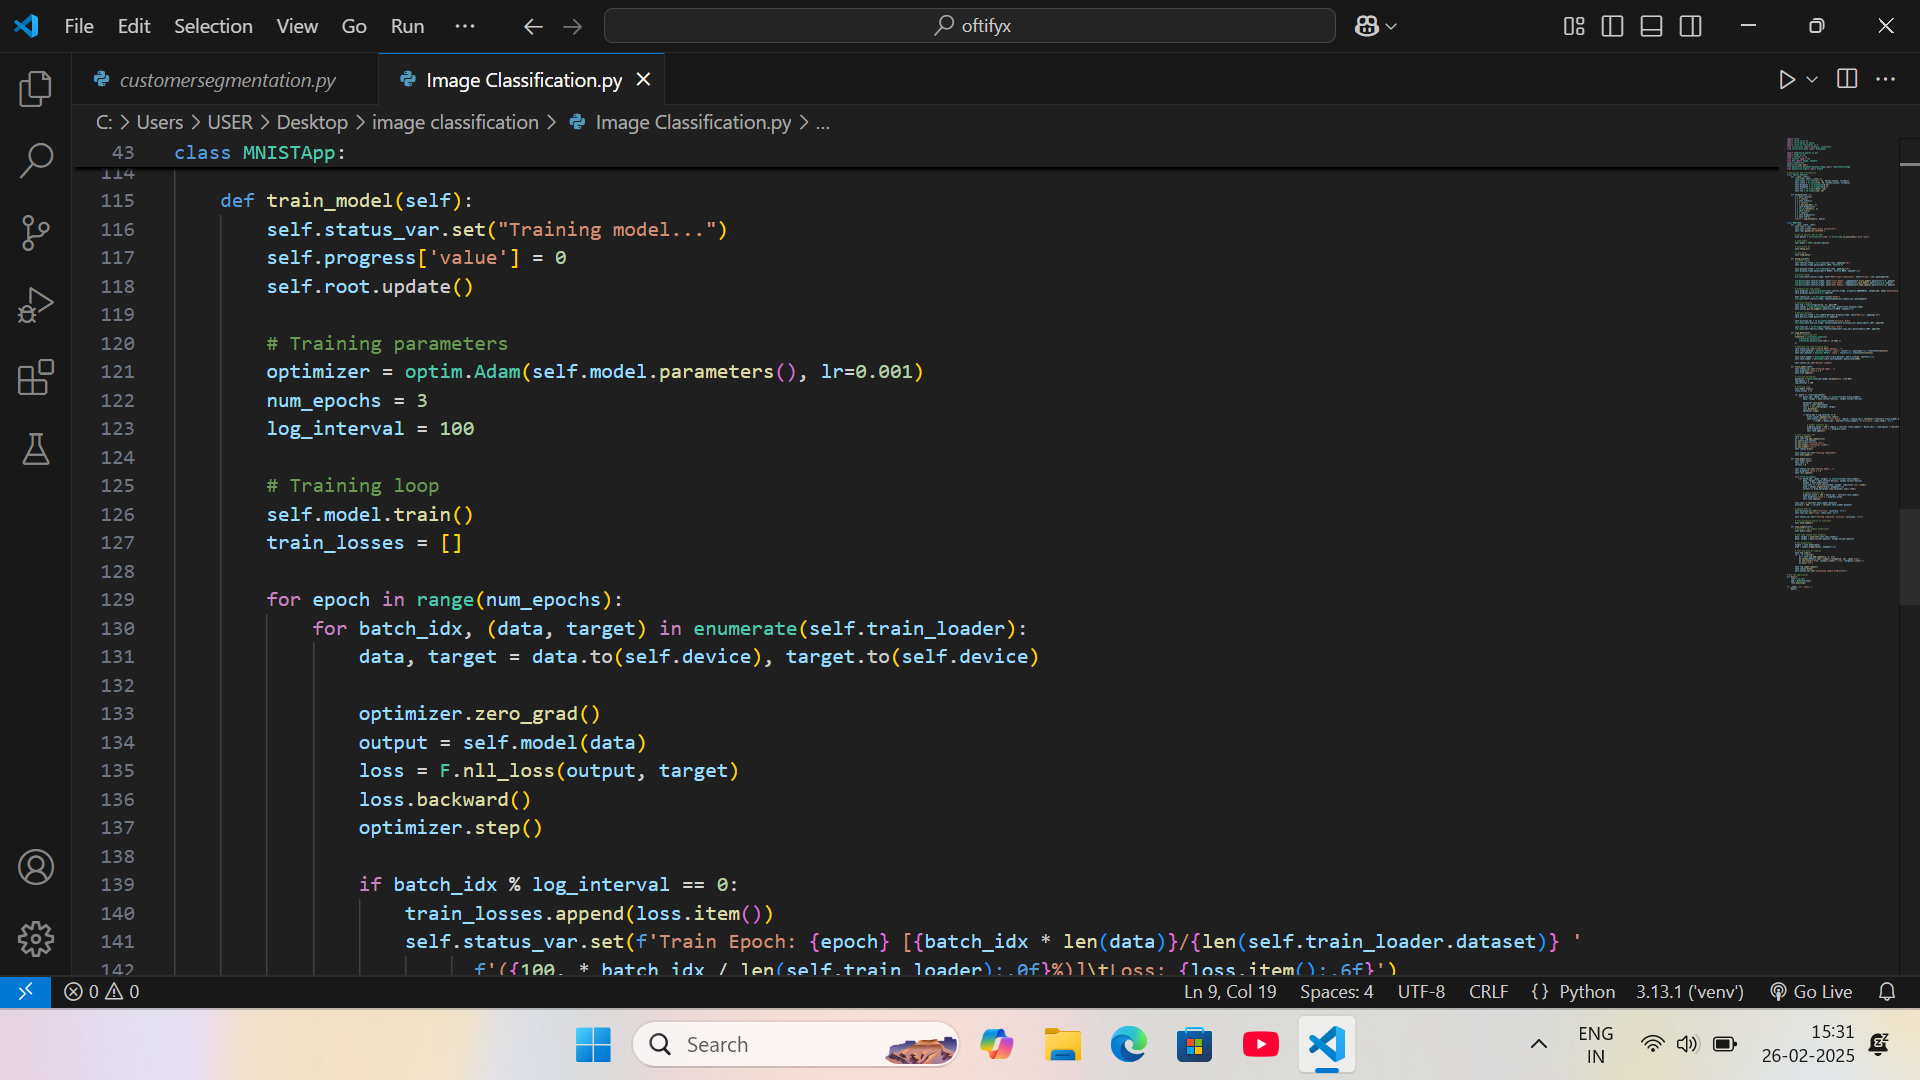 File Edit Selection View Go Run ...
oftifyx
customersegmentation.py
Image Classification.py
C: > Users > USER > Desktop > image classification > Image Classification.py > ...
43 class MNISTApp:
114
115 def train_model(self):
116 self.status_var.set("Training model...")
117 self.progress['value'] = 0
118 self.root.update()
119
120 # Training parameters
121 optimizer = optim.Adam(self.model.parameters(), lr=0.001)
122 num_epochs = 3
123 log_interval = 100
124
125 # Training loop
126 self.model.train()
127 train_losses = []
128
129 for epoch in range(num_epochs):
130 for batch_idx, (data, target) in enumerate(self.train_loader):
131 data, target = data.to(self.device), target.to(self.device)
132
133 optimizer.zero_grad()
134 output = self.model(data)
135 loss = F.nll_loss(output, target)
136 loss.backward()
137 optimizer.step()
138
139 if batch_idx % log_interval == 0:
140 train_losses.append(loss.item())
141 self.status_var.set(f'Train Epoch: {epoch} [{batch_idx * len(data)}/{len(self.train_loader.dataset)} '
142 f'({100. * batch_idx / len(self.train_loader):.0f}%)]\tLoss: {loss.item():.6f}')
0 0
Ln 9, Col 19 Spaces: 4 UTF-8 CRLF {} Python 3.13.1 ('venv') Go Live
Search
ENG
IN
15:31
26-02-2025